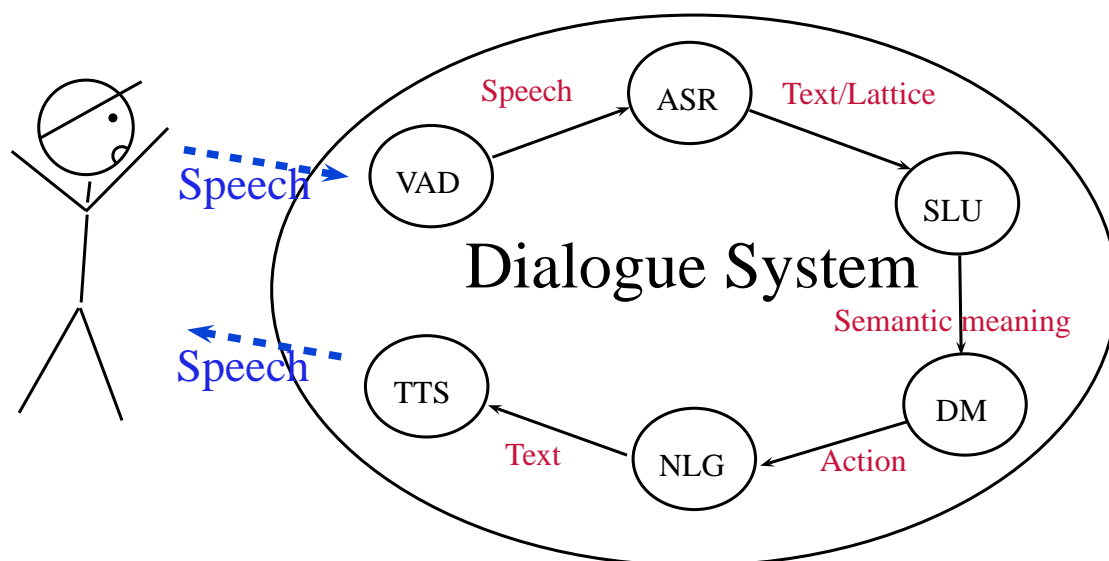 Speech
ASR
Text/Lattice
Speech
VAD
SLU
Dialogue System
Semantic meaning
Speech
TTS
DM
Text
NLG
Action